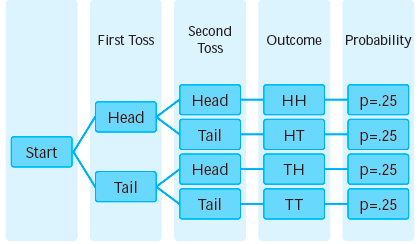 First Toss
Second
Toss
Outcome
Probability
Start
Head
Tail
Head
HH
p=.25
Tail
HT
p=.25
Head
TH
p=.25
Tail
TT
p=.25